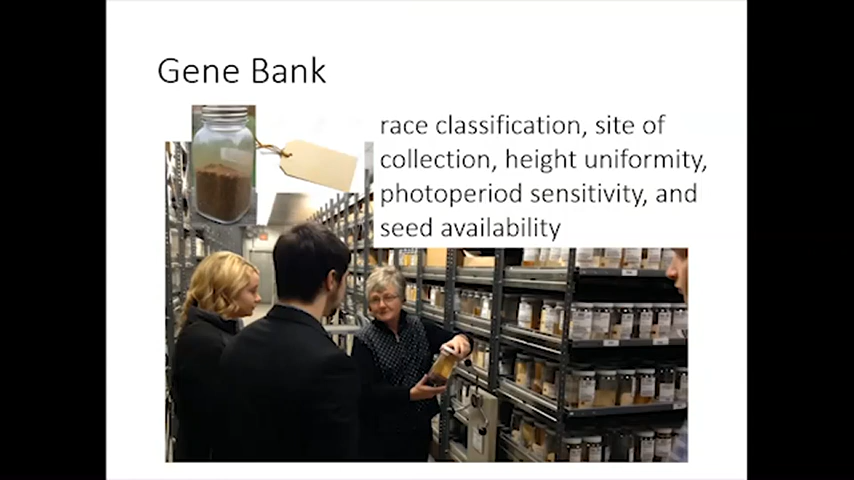 Gene Bank
race classification, site of
collection, height uniformity,
photoperiod sensitivity, and
seed availability